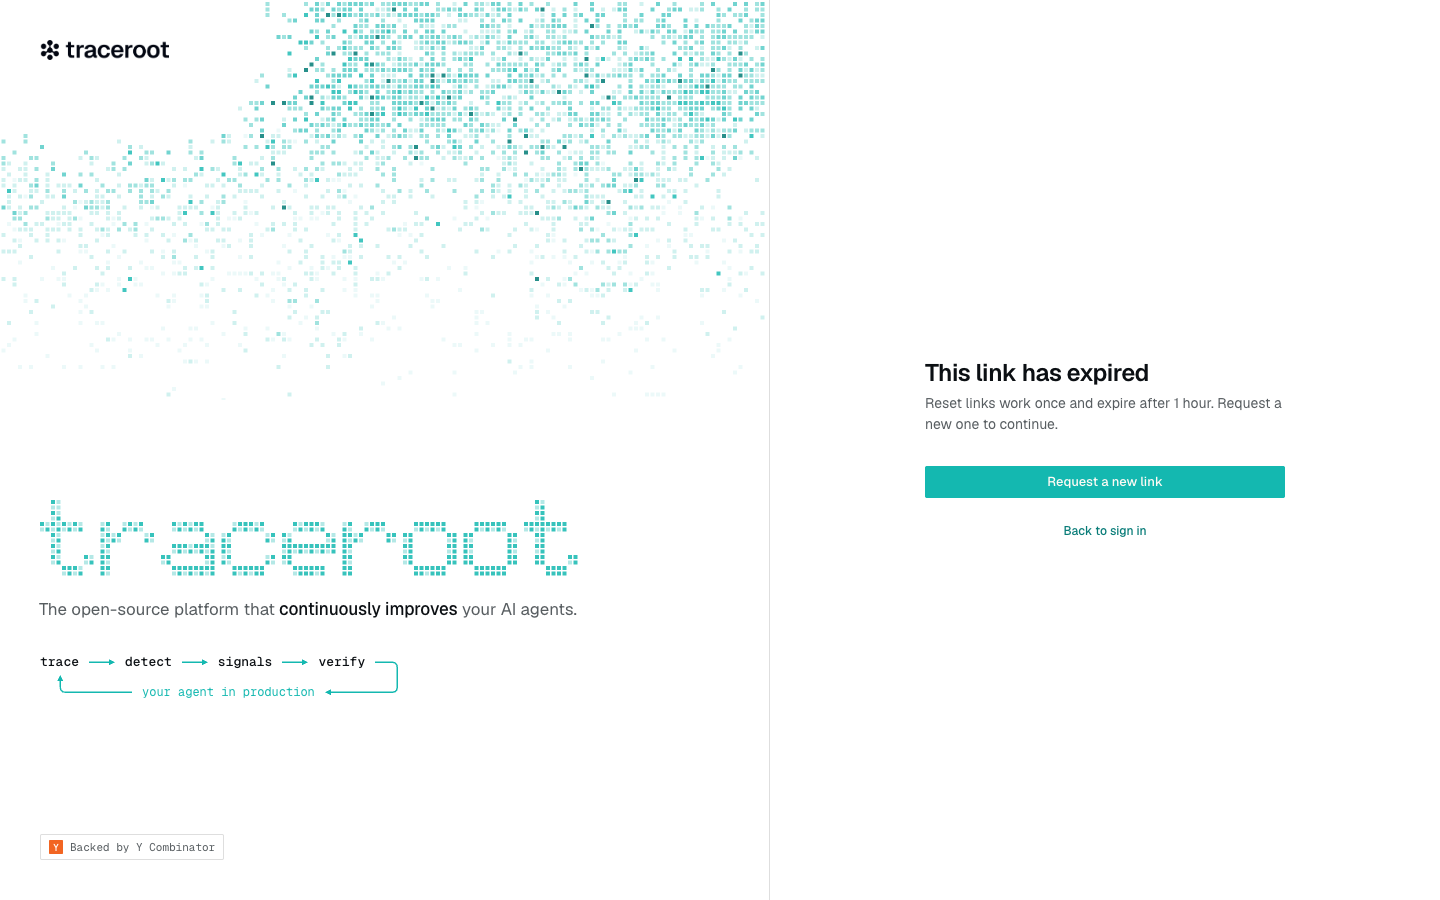 traceroot
traceroot
The open-source platform that continuously improves your AI agents.
trace detect signals verify
your agent in production
Y Backed by Y Combinator
This link has expired
Reset links work once and expire after 1 hour. Request a
new one to continue.
Request a new link
Back to sign in